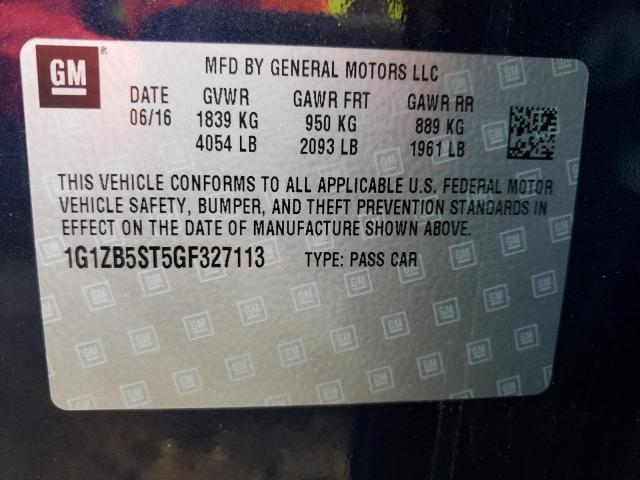 GM
MFD BY GENERAL MOTORS LLC
DATE GVWR GAWR FRT GAWR RR
06/16 1839 KG 950 KG 889 KG
4054 LB 2093 LB 1961 LB
THIS VEHICLE CONFORMS TO ALL APPLICABLE U.S. FEDERAL MOTOR
VEHICLE SAFETY, BUMPER, AND THEFT PREVENTION STANDARDS IN
EFFECT ON THE DATE OF MANUFACTURE SHOWN ABOVE.
1G1ZB5ST5GF327113 TYPE: PASS CAR